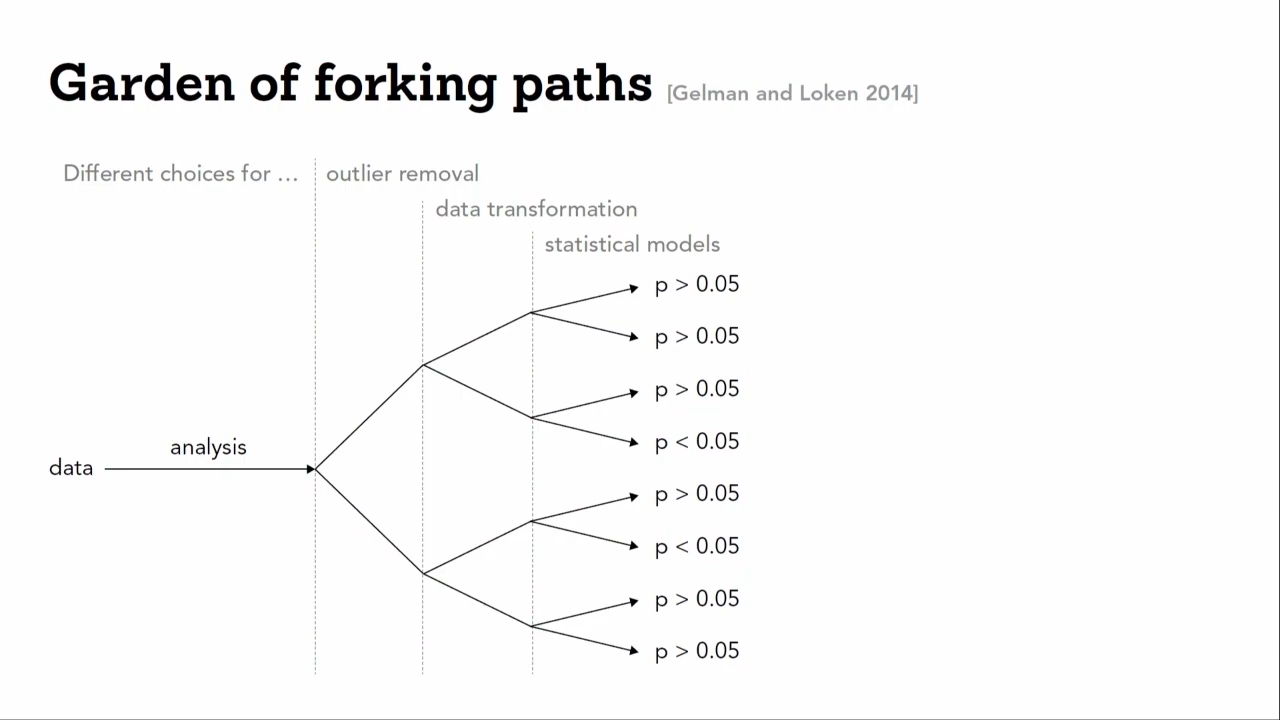 Garden of forking paths [Gelman and Loken 2014]
Different choices for … outlier removal
data transformation
statistical models
p > 0.05
p > 0.05
p > 0.05
p < 0.05
analysis
data
p > 0.05
p < 0.05
p > 0.05
p > 0.05